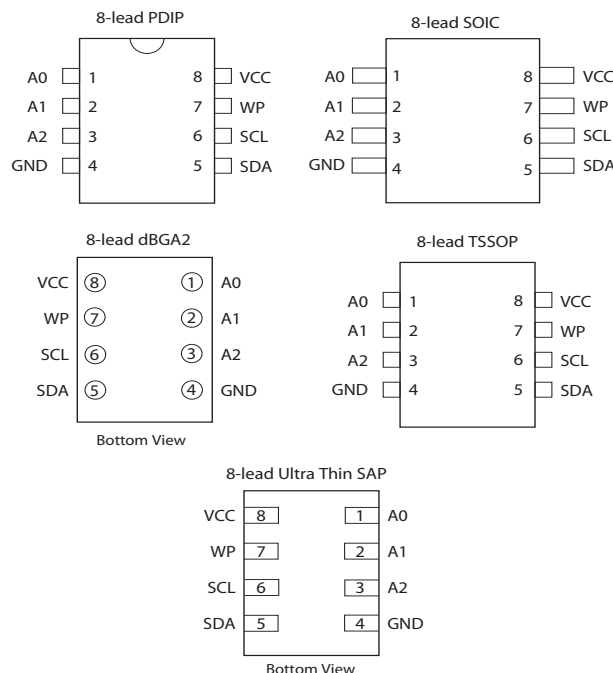 8-lead PDIP
A0 1 8 VCC
A1 2 7 WP
A2 3 6 SCL
GND 4 5 SDA
8-lead SOIC
A0 1 8 VCC
A1 2 7 WP
A2 3 6 SCL
GND 4 5 SDA
8-lead dBGA2
VCC 8 1 A0
WP 7 2 A1
SCL 6 3 A2
SDA 5 4 GND
Bottom View
8-lead TSSOP
A0 1 8 VCC
A1 2 7 WP
A2 3 6 SCL
GND 4 5 SDA
8-lead Ultra Thin SAP
VCC 8 1 A0
WP 7 2 A1
SCL 6 3 A2
SDA 5 4 GND
Bottom View